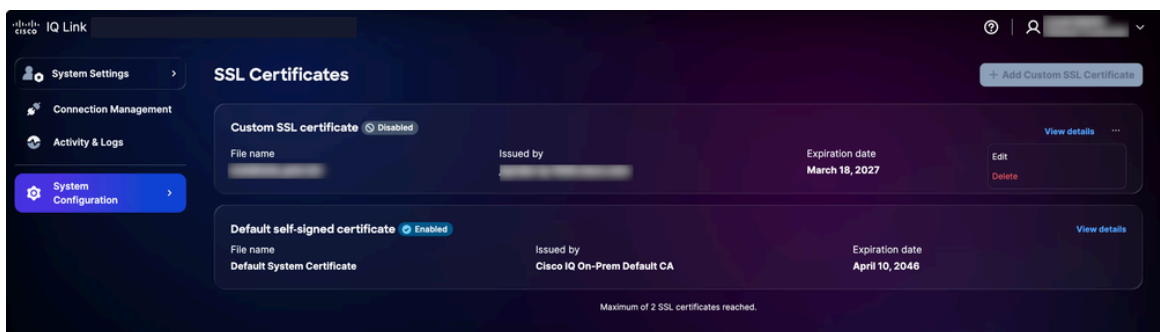 cisco IQ Link
System Settings
Connection Management
Activity & Logs
System
Configuration
SSL Certificates
+ Add Custom SSL Certificate
Custom SSL certificate Disabled
View details ...
File name
Issued by
Expiration date
March 18, 2027
Edit
Delete
Default self-signed certificate Enabled
View details
File name
Issued by
Expiration date
Default System Certificate
Cisco IQ On-Prem Default CA
April 10, 2046
Maximum of 2 SSL certificates reached.